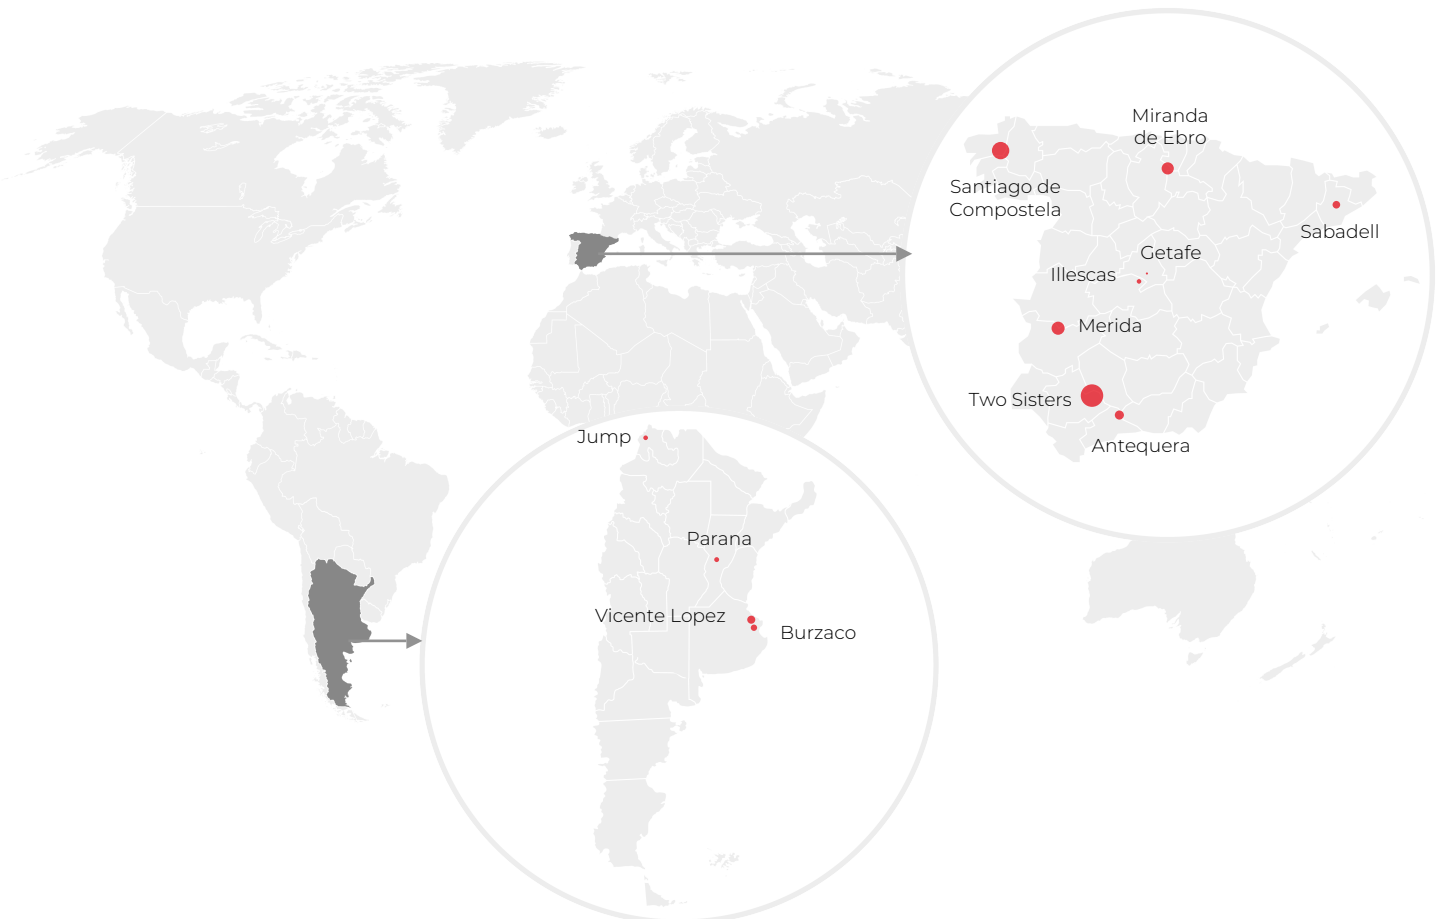 Miranda
de Ebro
Santiago de
Compostela
Sabadell
Getafe
Illescas
Merida
Two Sisters
Antequera
Jump
Parana
Vicente Lopez
Burzaco